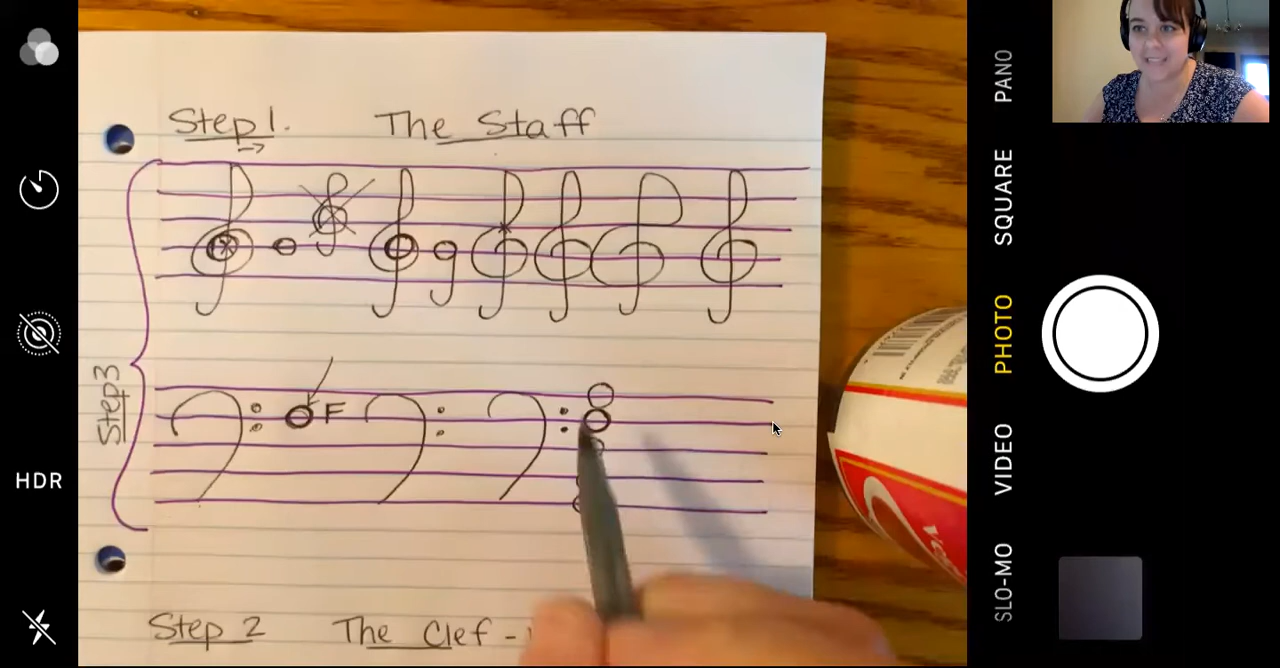 Step 1. The Staff
g
F
Step 3
Step 2 The Clef -
HDR
PANO
SQUARE
PHOTO
VIDEO
SLO-MO